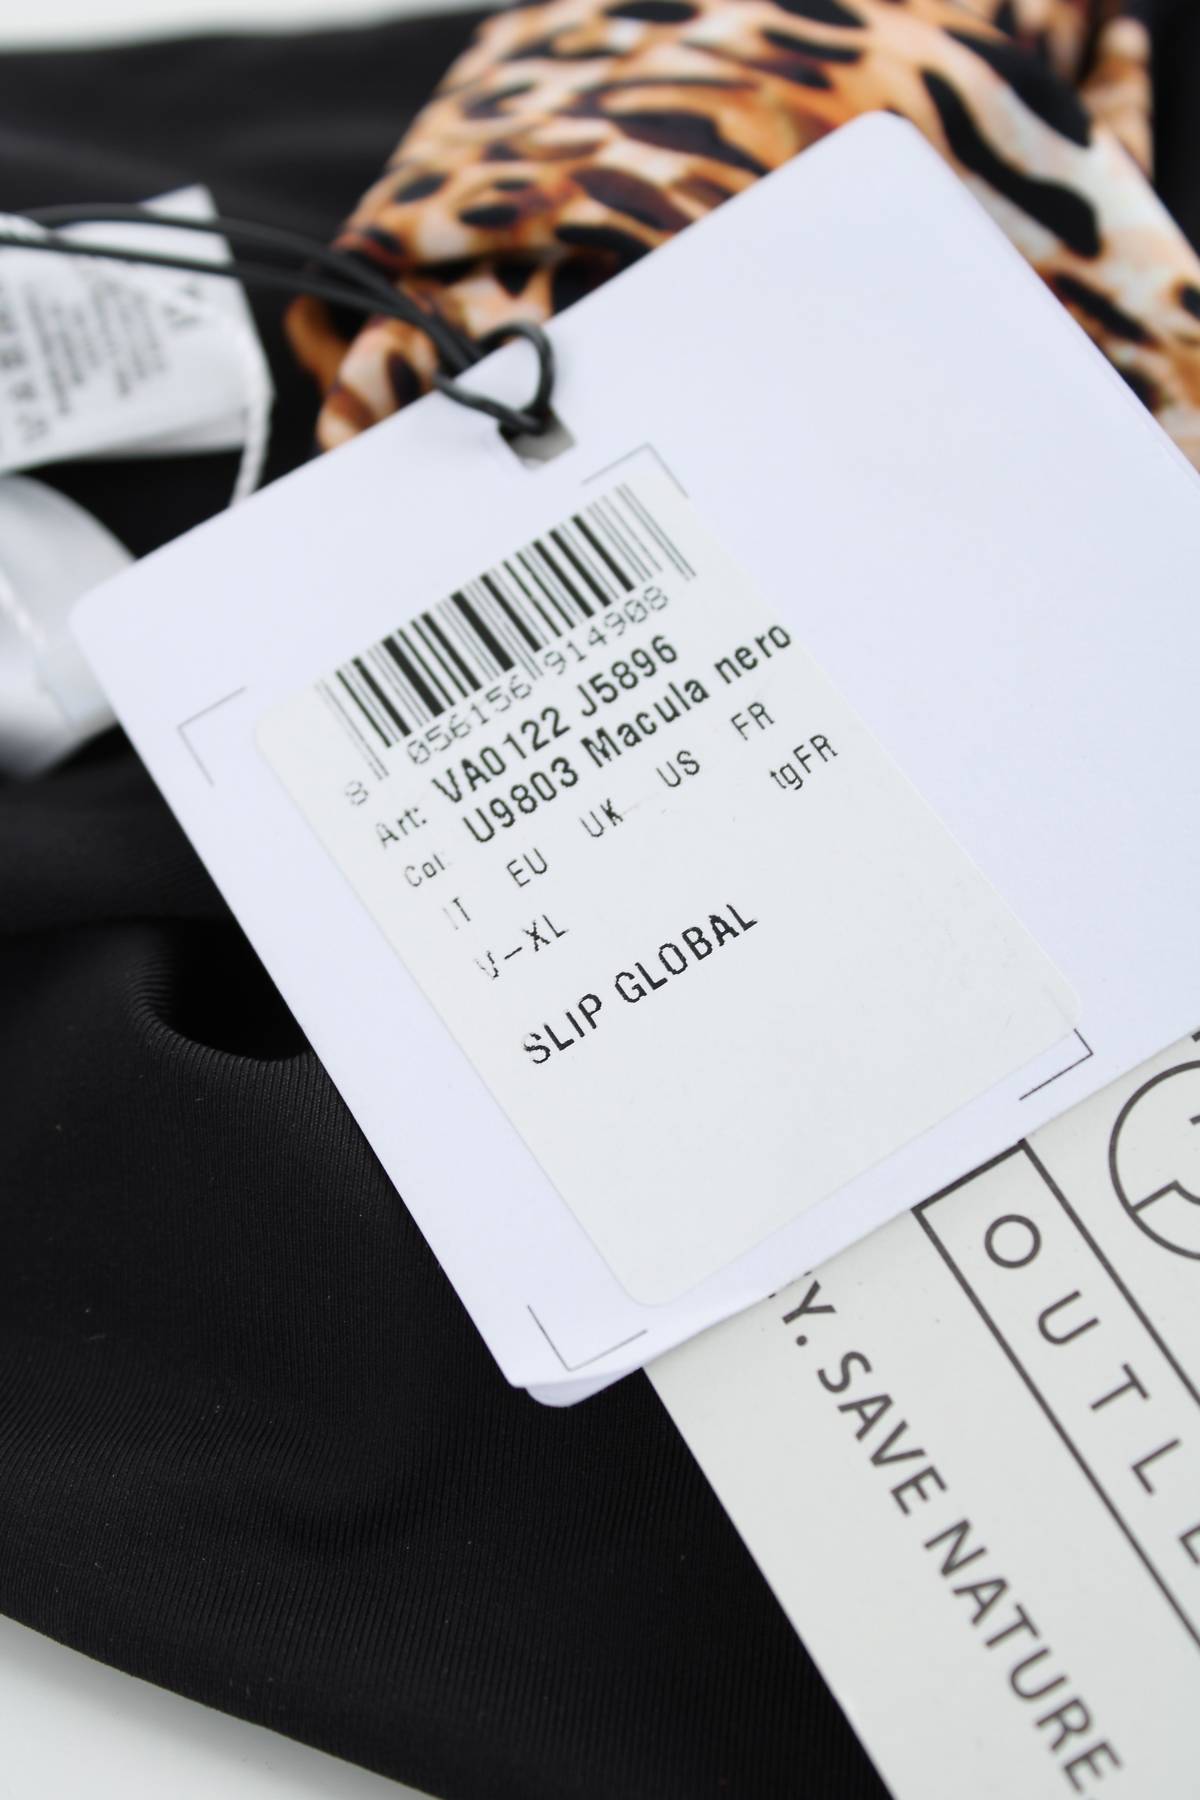 8 056156 914908
Art: VA0122 J5896
Col: U9803 Macula nero
IT EU UK US FR
V-XL tgFR
SLIP GLOBAL
OUTLE
Y. SAVE NATURE.